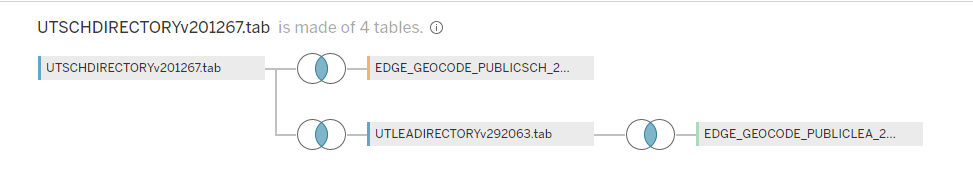 UTSCHDIRECTORYv201267.tab is made of 4 tables.
UTSCHDIRECTORYv201267.tab
EDGE_GEOCODE_PUBLICSCH_2...
UTLEADIRECTORYv292063.tab
EDGE_GEOCODE_PUBLICLEA_2...